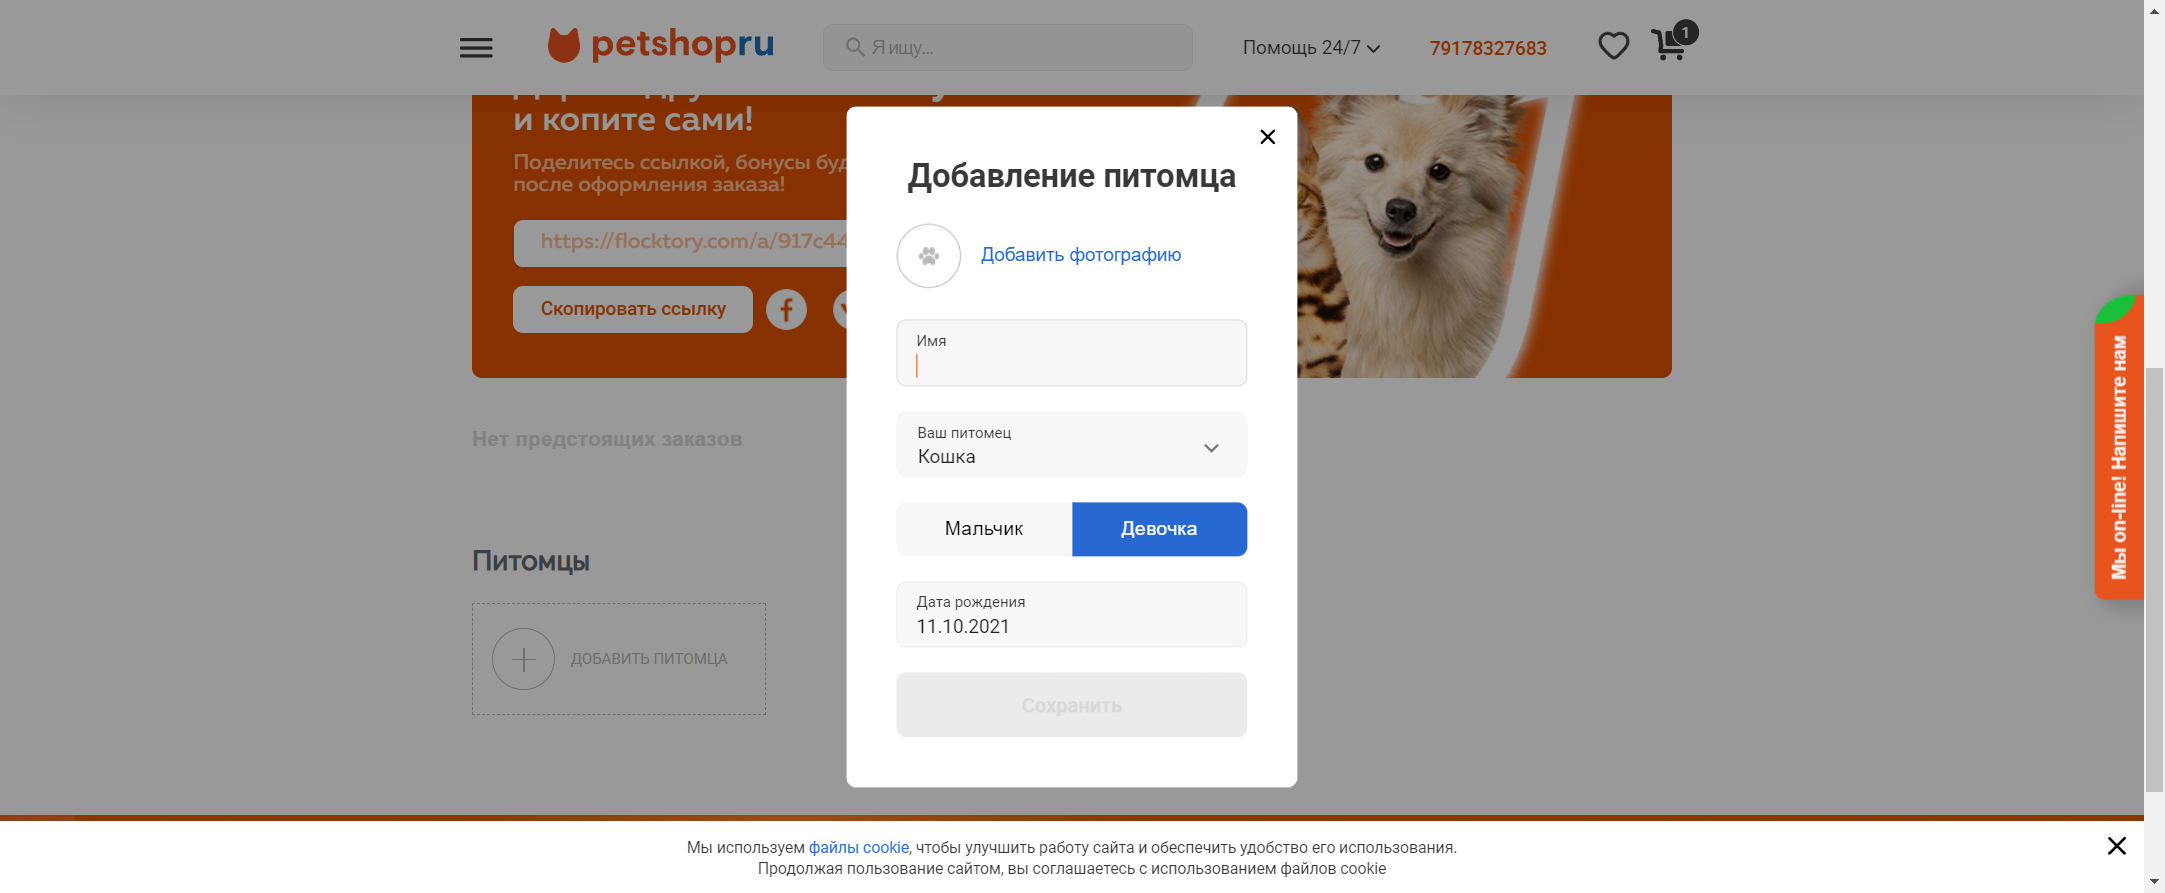 petshopru
Я ищу...
Помощь 24/7
79178327683
1
и копите сами!
Поделитесь ссылкой, бонусы
после оформления заказа!
https://flocktory.com/a/917c44
Скопировать ссылку
Добавление питомца
Добавить фотографию
Имя
Ваш питомец
Кошка
Мальчик
Девочка
Дата рождения
11.10.2021
Сохранить
Нет предстоящих заказов
Питомцы
ДОБАВИТЬ ПИТОМЦА
Мы on-line! Напишите нам
Мы используем файлы cookie, чтобы улучшить работу сайта и обеспечить удобство его использования.
Продолжая пользование сайтом, вы соглашаетесь с использованием файлов cookie